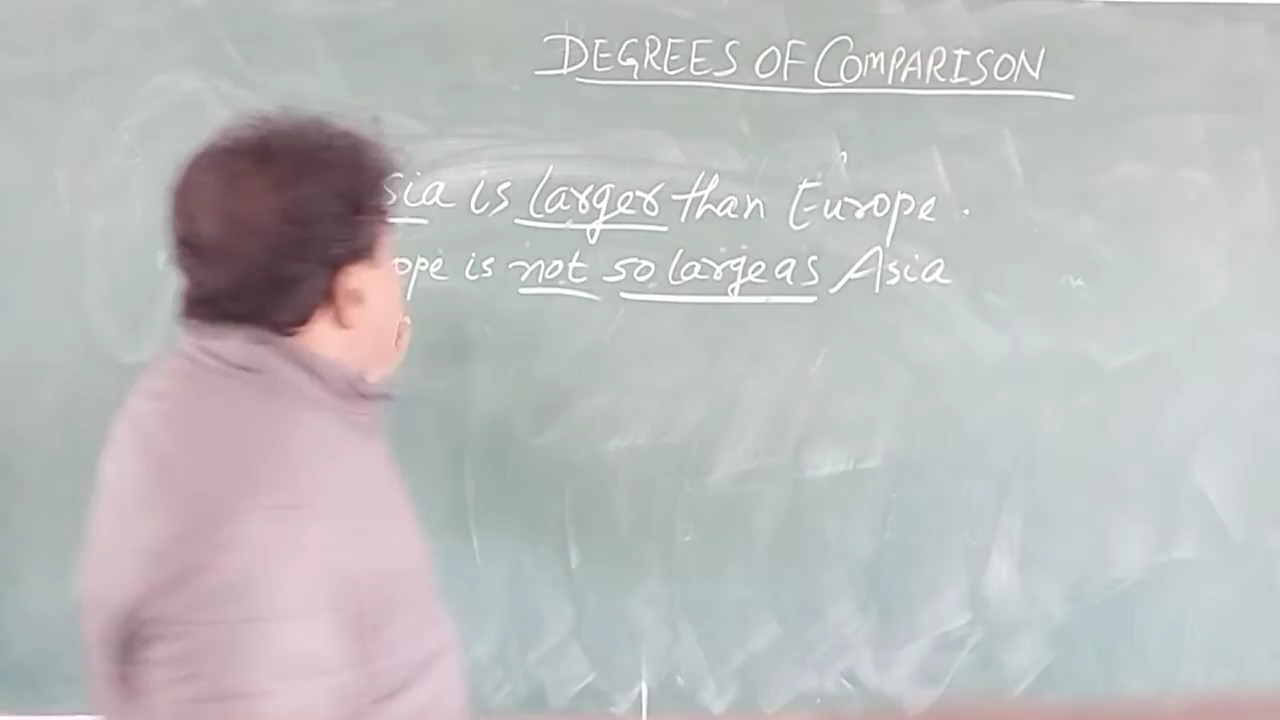 DEGREES OF COMPARISON
sia is larger than Europe.
ope is not so large as Asia